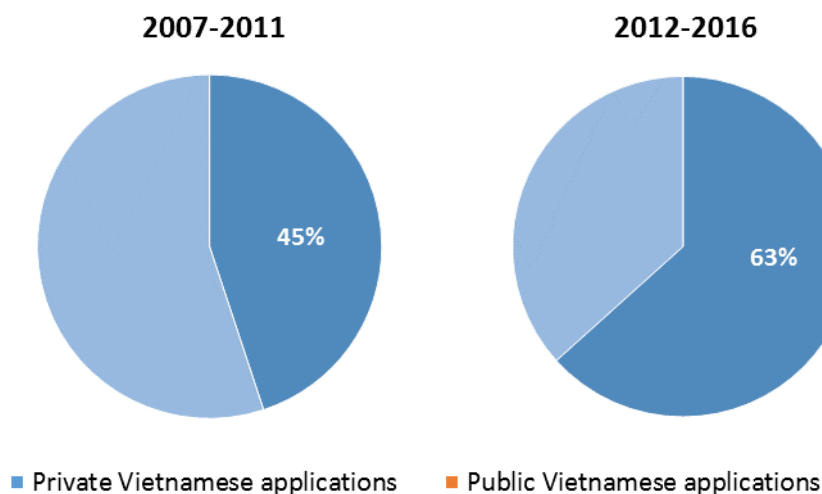 2007-2011
2012-2016
45%
63%
Private Vietnamese applications
Public Vietnamese applications